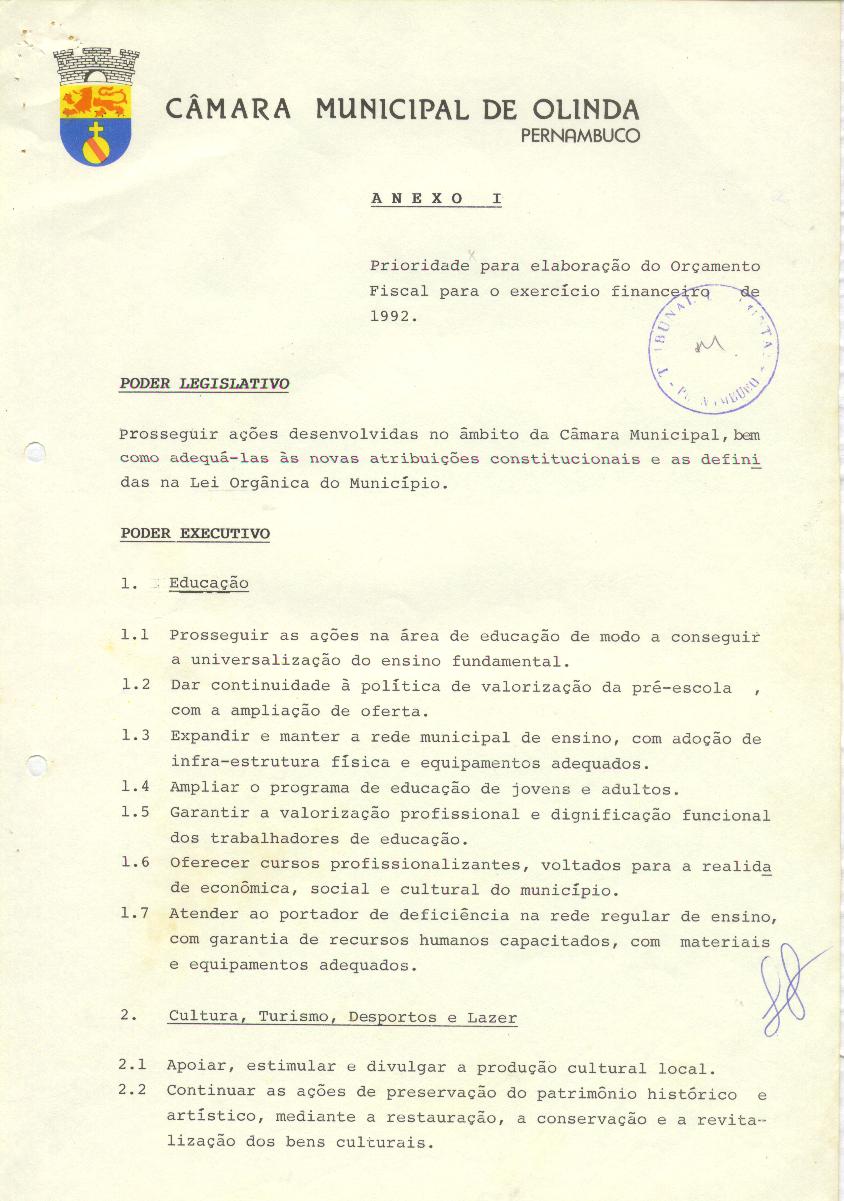 CÂMARA MUNICIPAL DE OLINDA
PERNAMBUCO
ANEXO I
Prioridade para elaboração do Orçamento
Fiscal para o exercício financeiro de
1992.
PODER LEGISLATIVO
Prosseguir ações desenvolvidas no âmbito da Câmara Municipal, bem
como adequá-las às novas atribuições constitucionais e as defini
das na Lei Orgânica do Município.
PODER EXECUTIVO
1. Educação
1.1 Prosseguir as ações na área de educação de modo a conseguir
a universalização do ensino fundamental.
1.2 Dar continuidade à política de valorização da pré-escola ,
com a ampliação de oferta.
1.3 Expandir e manter a rede municipal de ensino, com adoção de
infra-estrutura física e equipamentos adequados.
1.4 Ampliar o programa de educação de jovens e adultos.
1.5 Garantir a valorização profissional e dignificação funcional
dos trabalhadores de educação.
1.6 Oferecer cursos profissionalizantes, voltados para a realida
de econômica, social e cultural do município.
1.7 Atender ao portador de deficiência na rede regular de ensino,
com garantia de recursos humanos capacitados, com materiais
e equipamentos adequados.
2. Cultura, Turismo, Desportos e Lazer
2.1 Apoiar, estimular e divulgar a produção cultural local.
2.2 Continuar as ações de preservação do patrimônio histórico e
artístico, mediante a restauração, a conservação e a revita-
lização dos bens culturais.